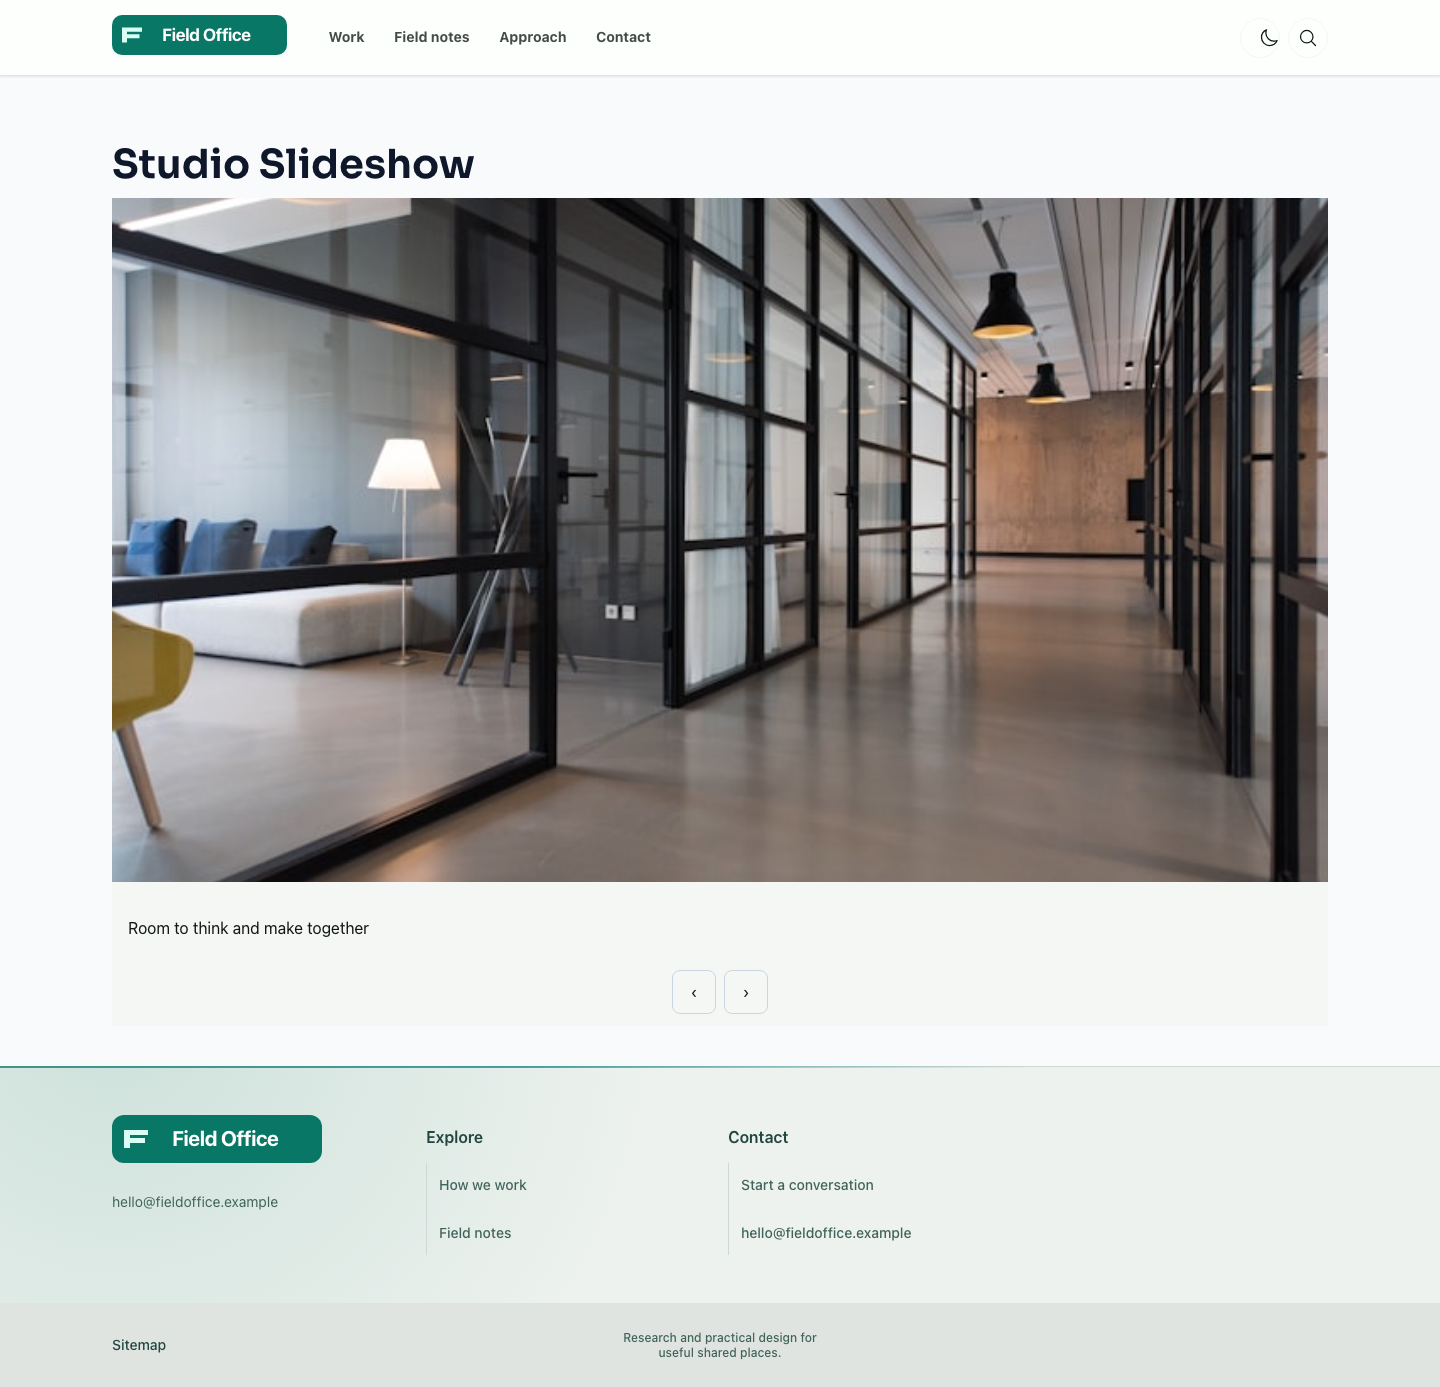 Field Office
Work
Field notes
Approach
Contact
Studio Slideshow
Room to think and make together
‹
›
Field Office
hello@fieldoffice.example
Explore
How we work
Field notes
Contact
Start a conversation
hello@fieldoffice.example
Sitemap
Research and practical design for
useful shared places.